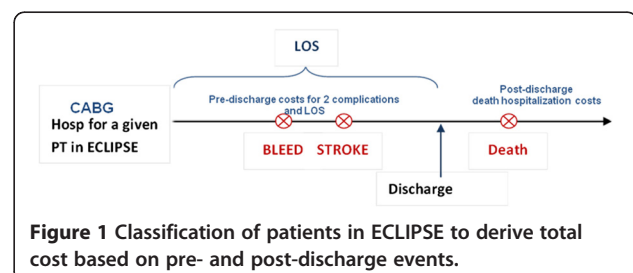 LOS
CABG
Hosp for a given
PT in ECLIPSE
Pre-discharge costs for 2 complications
and LOS
Post-discharge
death hospitalization costs
BLEED STROKE
Death
Discharge
Figure 1 Classification of patients in ECLIPSE to derive total
cost based on pre- and post-discharge events.